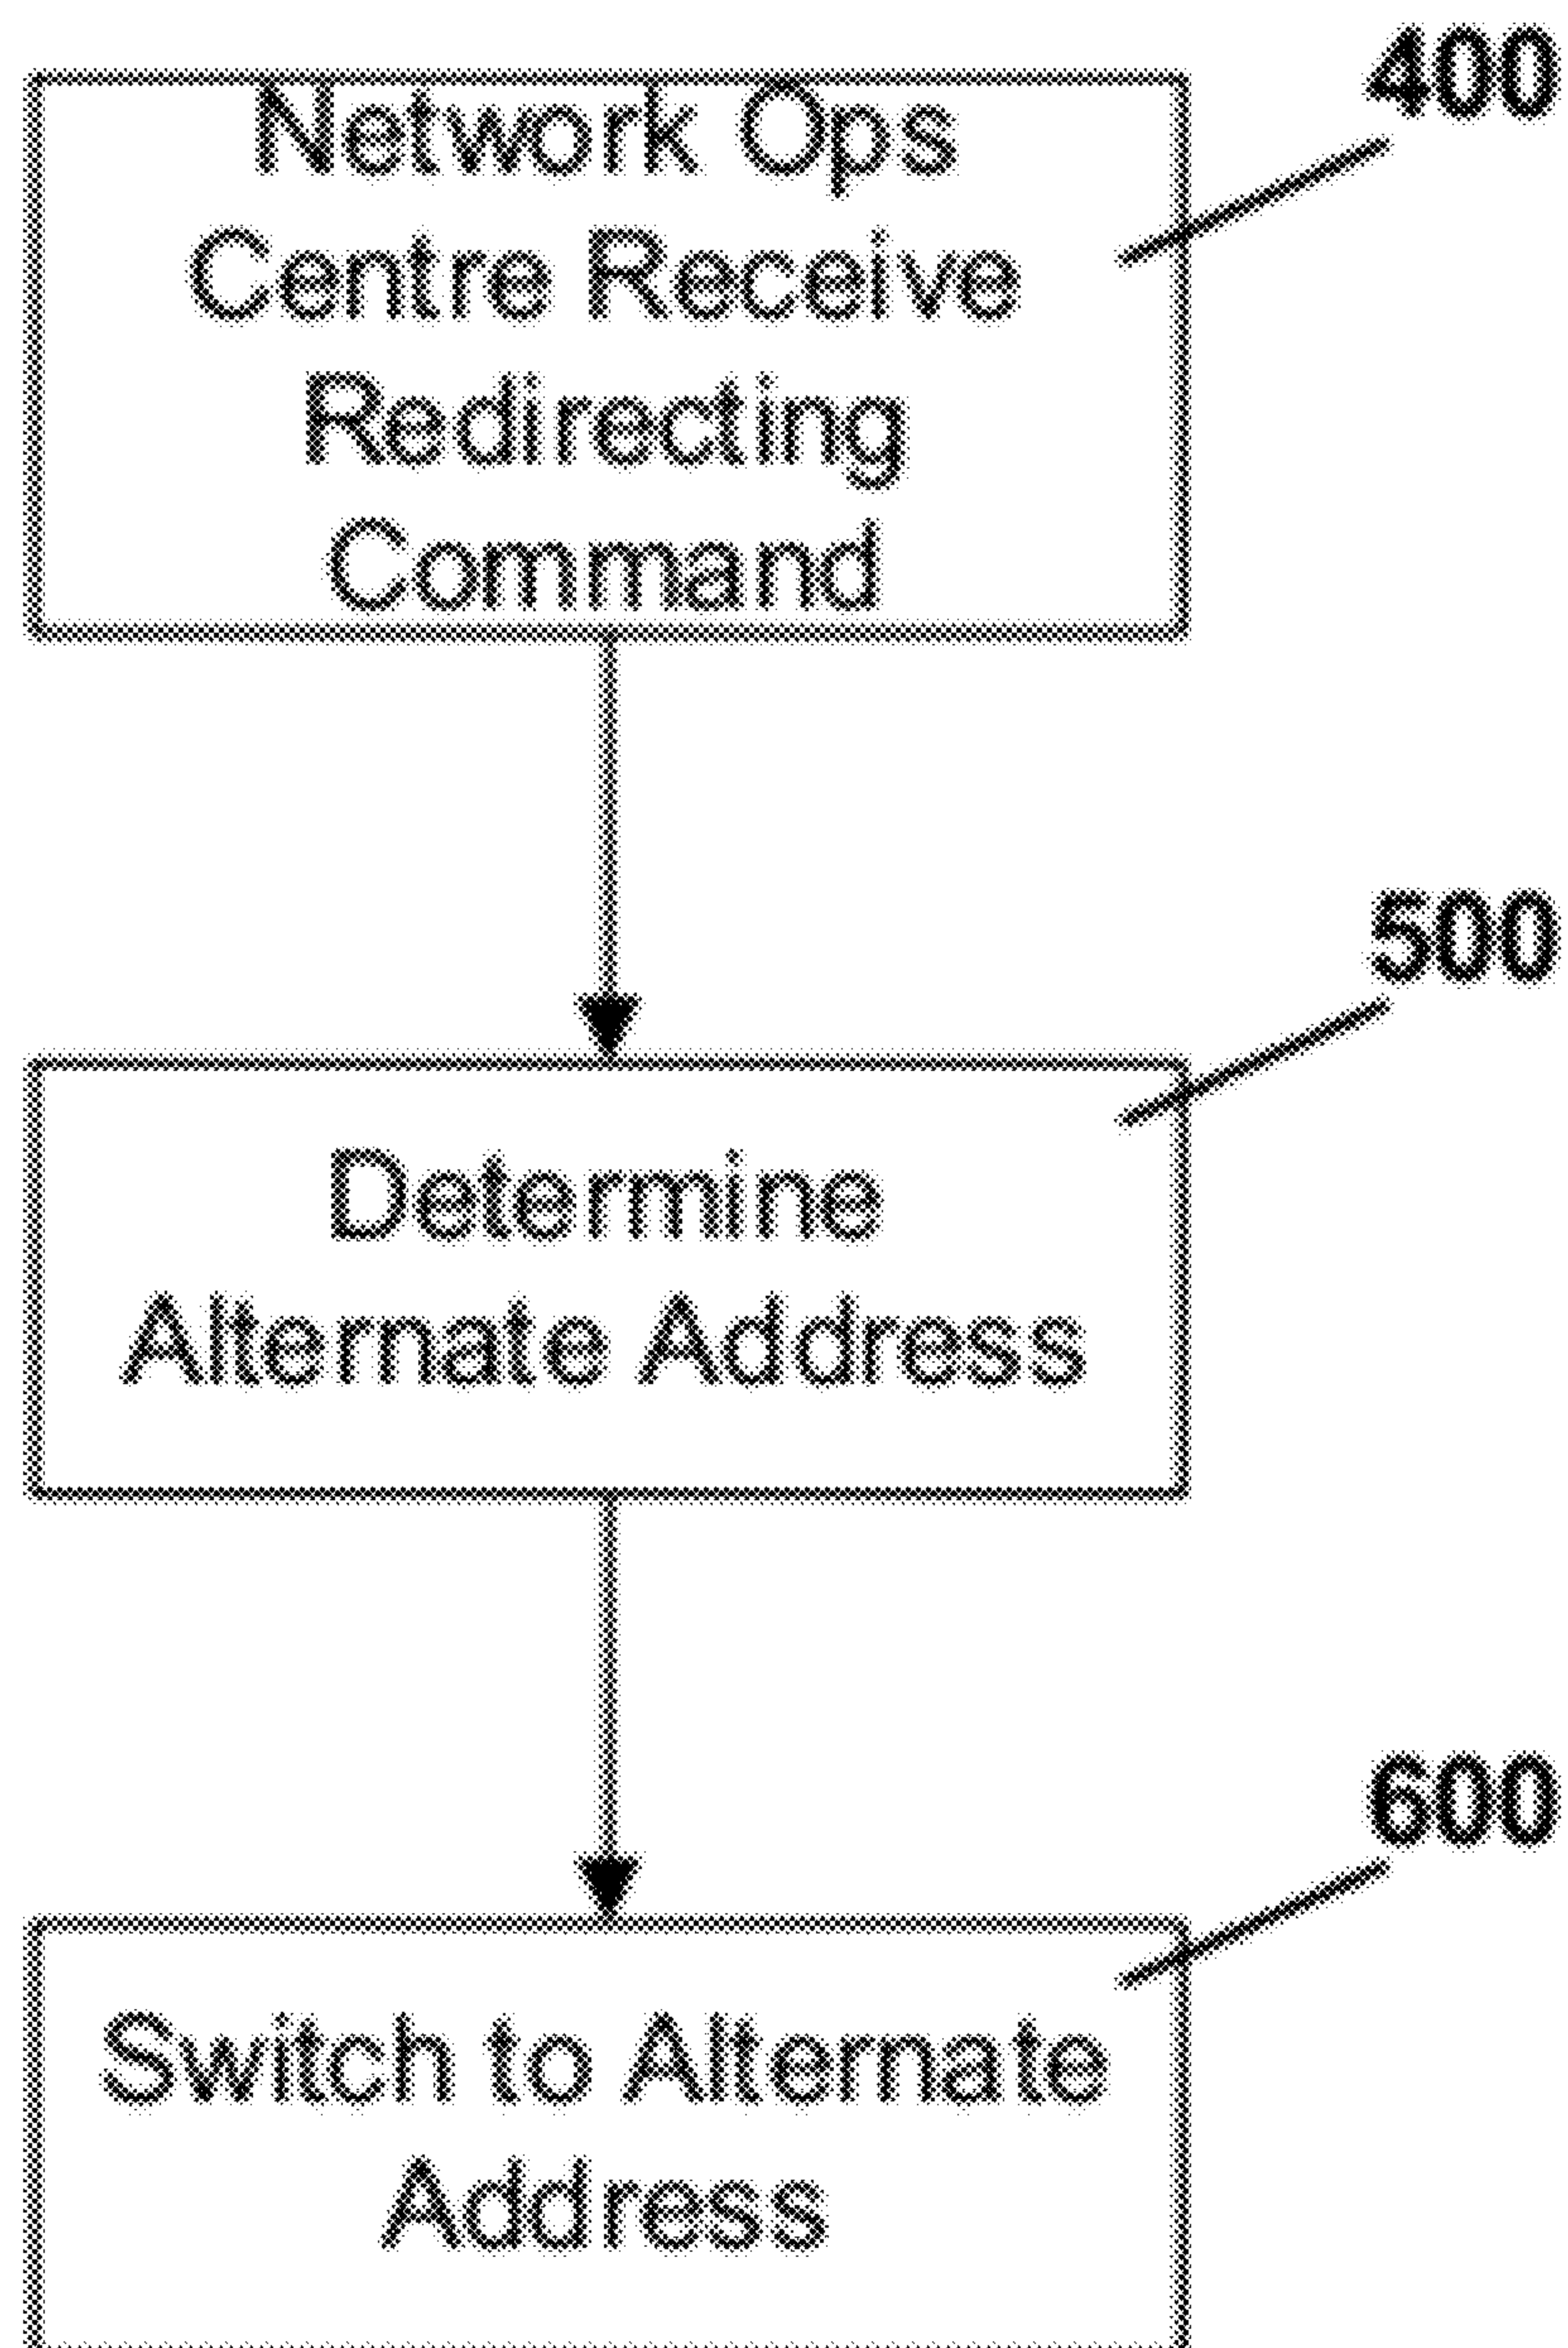 400
Network Ops
Centre Receive
Redirecting
Command
500
Determine
Alternate Address
600
Switch to Alternate
Address